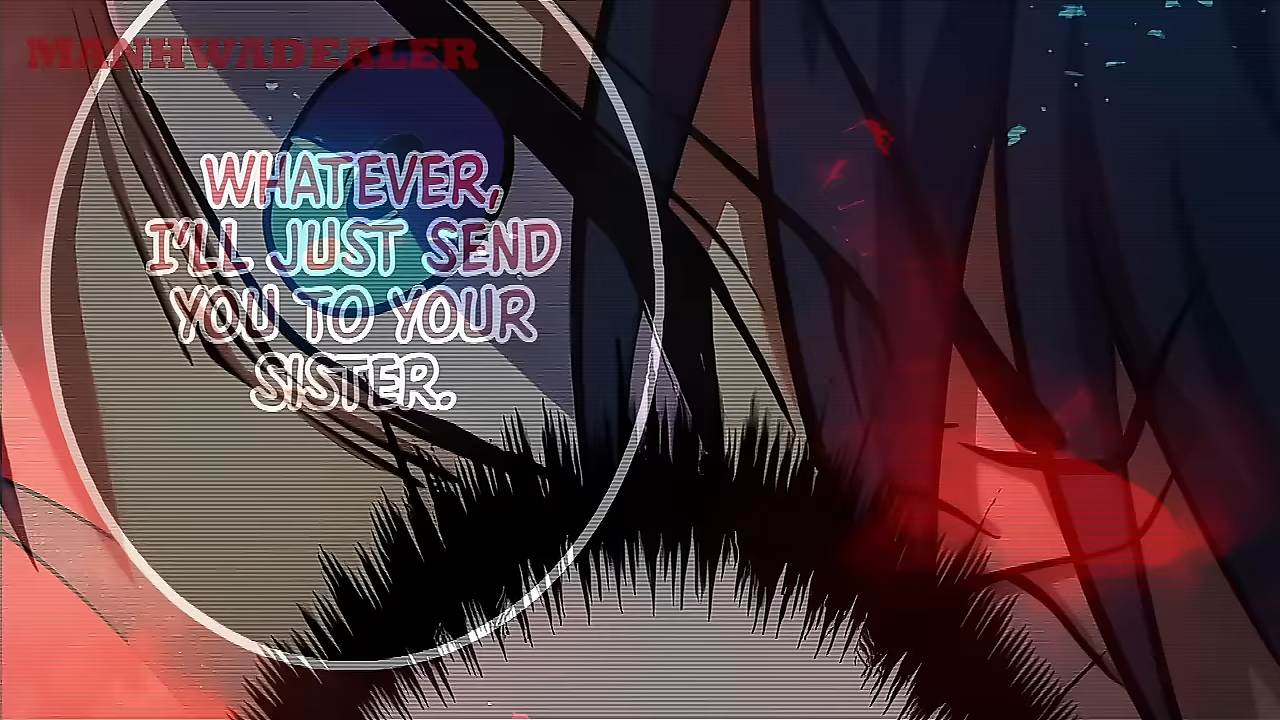 MANHWADEALER
WHATEVER,
I'LL JUST SEND
YOU TO YOUR
SISTER.